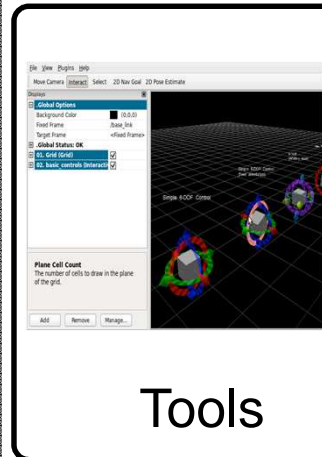 File View Plugins Help
Move Camera Interact Select 2D Nav Goal 2D Pose Estimate
Displays
.Global Options
Background Color (0,0,0)
Fixed Frame /base_link
Target Frame <Fixed Frame>
.Global Status: OK
01. Grid (Grid)
02. basic_controls (Interacti
Simple 6-DOF Control
Plane Cell Count
The number of cells to draw in the plane
of the grid.
Add Remove Manage...
Tools